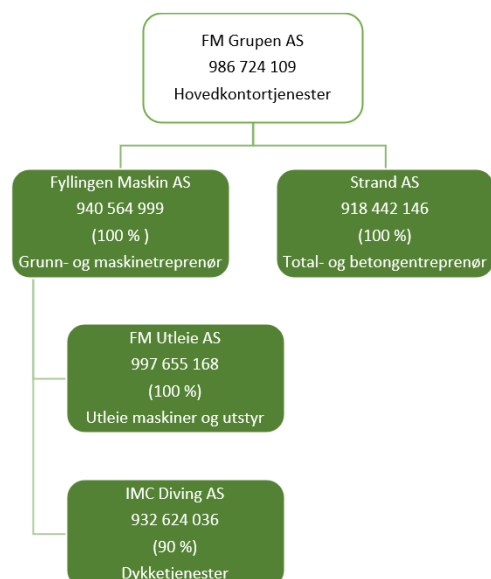 FM Grupen AS
986 724 109
Hovedkontortjenester
Fyllingen Maskin AS
940 564 999
(100 % )
Grunn- og maskinetreprenør
Strand AS
918 442 146
(100 %)
Total- og betongentreprenør
FM Utleie AS
997 655 168
(100 %)
Utleie maskiner og utstyr
IMC Diving AS
932 624 036
(90 %)
Dykketjenester